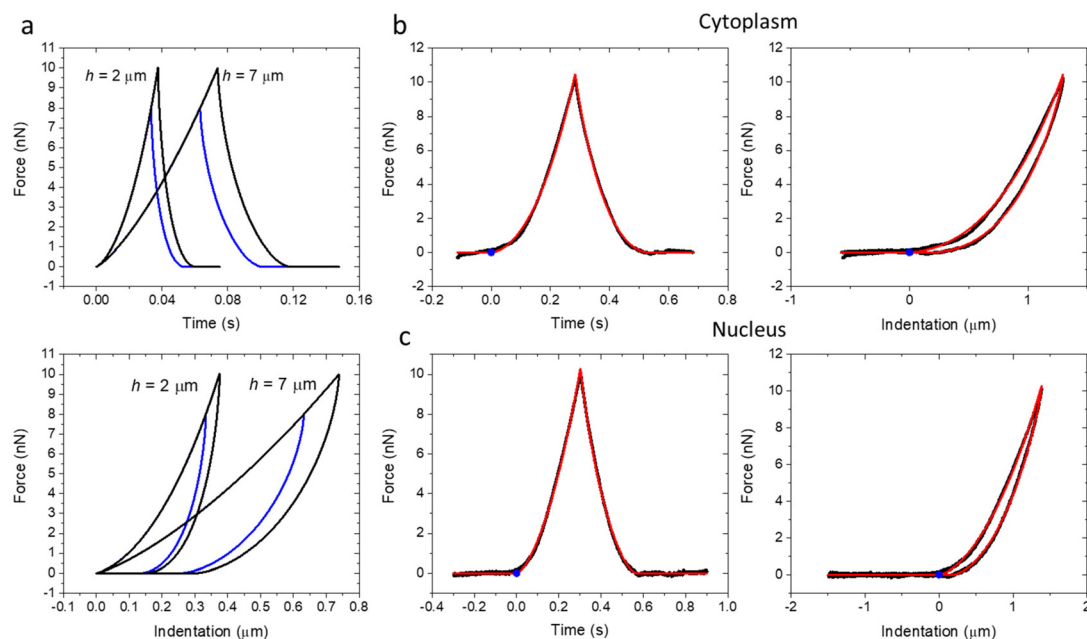 a
b
Cytoplasm
h = 2 μm
h = 7 μm
Force (nN)
11
10
9
8
7
6
5
4
3
2
1
0
-1
0.00 0.04 0.08 0.12 0.16
Time (s)
Force (nN)
12
10
8
6
4
2
0
-2
-0.2 0.0 0.2 0.4 0.6 0.8
Time (s)
Force (nN)
12
10
8
6
4
2
0
-2
-1 0 1 2
Indentation (μm)
c
Nucleus
h = 2 μm
h = 7 μm
Force (nN)
11
10
9
8
7
6
5
4
3
2
1
0
-1
-0.1 0.0 0.1 0.2 0.3 0.4 0.5 0.6 0.7 0.8
Indentation (μm)
Force (nN)
11
10
9
8
7
6
5
4
3
2
1
0
-1
-0.4 -0.2 0.0 0.2 0.4 0.6 0.8 1.0
Time (s)
Force (nN)
12
10
8
6
4
2
0
-2 -1 0 1 2
Indentation (μm)